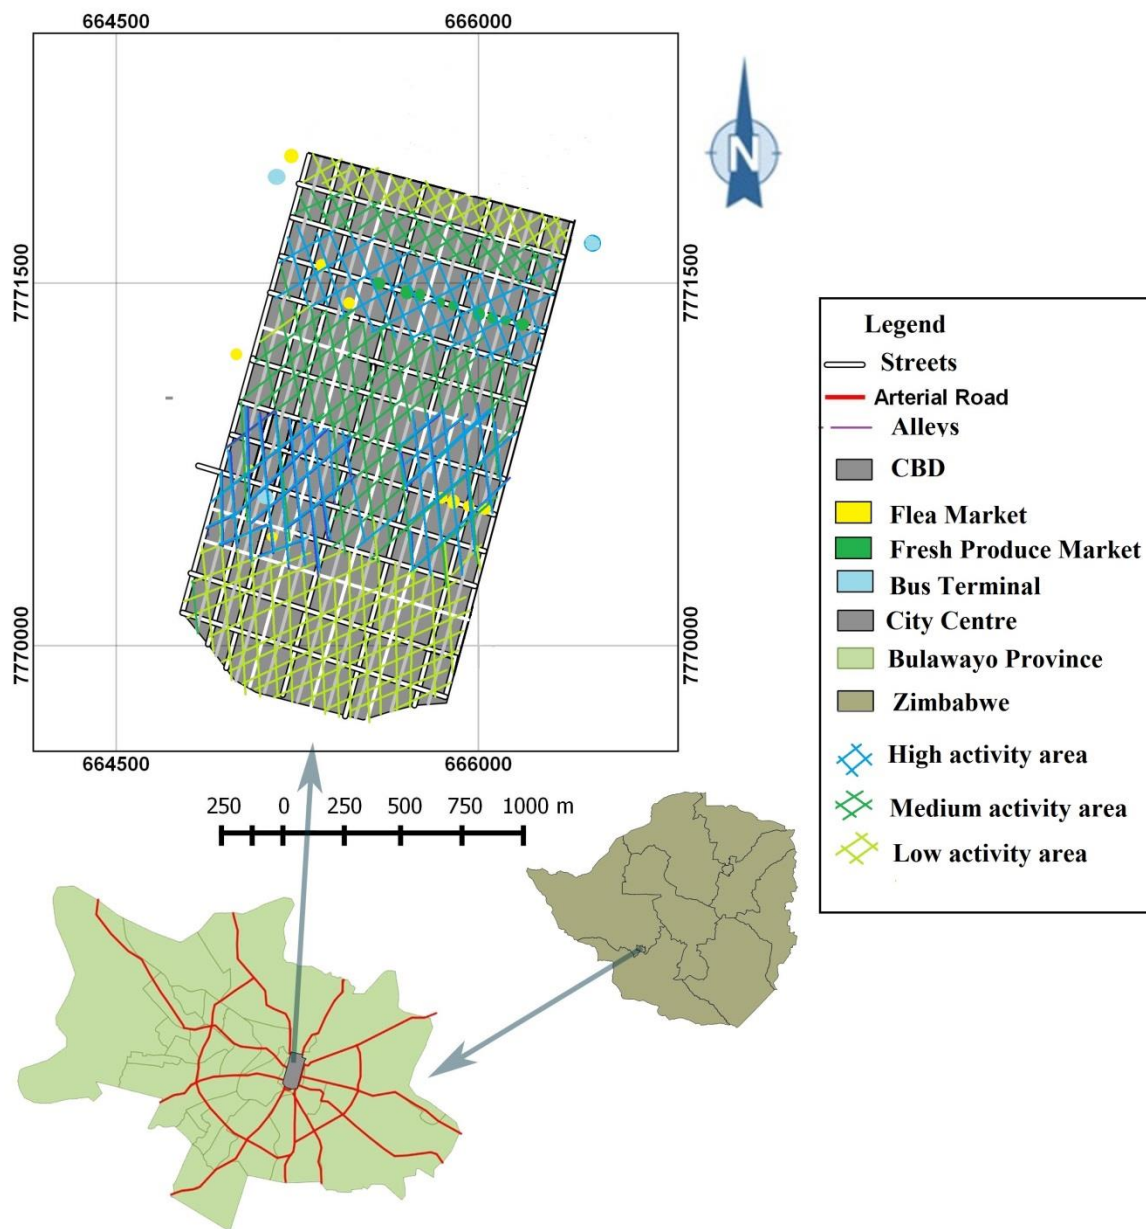 664500 666000
N
7771500 7771500
7770000 7770000
664500 666000
250 0 250 500 750 1000 m
Legend
Streets
Arterial Road
Alleys
CBD
Flea Market
Fresh Produce Market
Bus Terminal
City Centre
Bulawayo Province
Zimbabwe
High activity area
Medium activity area
Low activity area